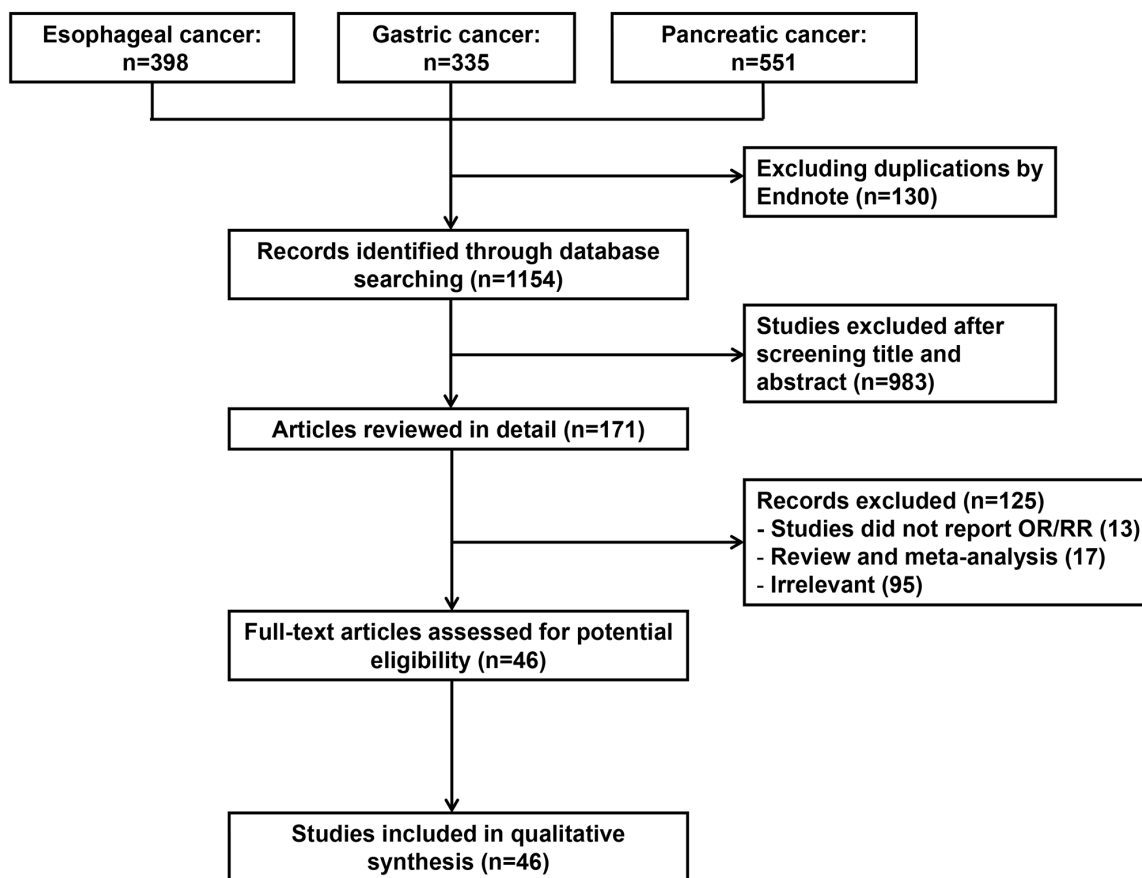 Esophageal cancer:
n=398
Gastric cancer:
n=335
Pancreatic cancer:
n=551
Excluding duplications by
Endnote (n=130)
Records identified through database
searching (n=1154)
Studies excluded after
screening title and
abstract (n=983)
Articles reviewed in detail (n=171)
Records excluded (n=125)
- Studies did not report OR/RR (13)
- Review and meta-analysis (17)
- Irrelevant (95)
Full-text articles assessed for potential
eligibility (n=46)
Studies included in qualitative
synthesis (n=46)